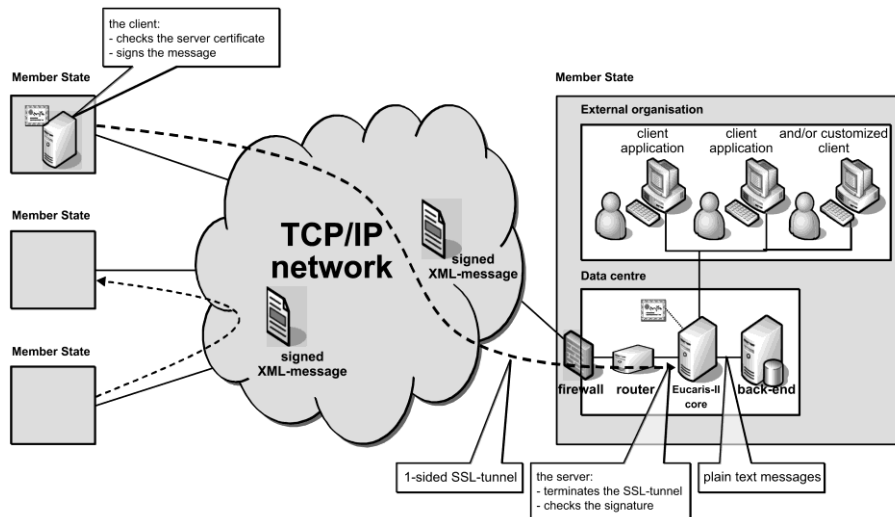 the client:
- checks the server certificate
- signs the message
Member State
Member State
External organisation
client
application
client
application
and/or customized
client
Member State
TCP/IP
network
signed
XML-message
signed
XML-message
Data centre
Member State
firewall
router
Eucaris-II
core
back-end
1-sided SSL-tunnel
the server:
- terminates the SSL-tunnel
- checks the signature
plain text messages